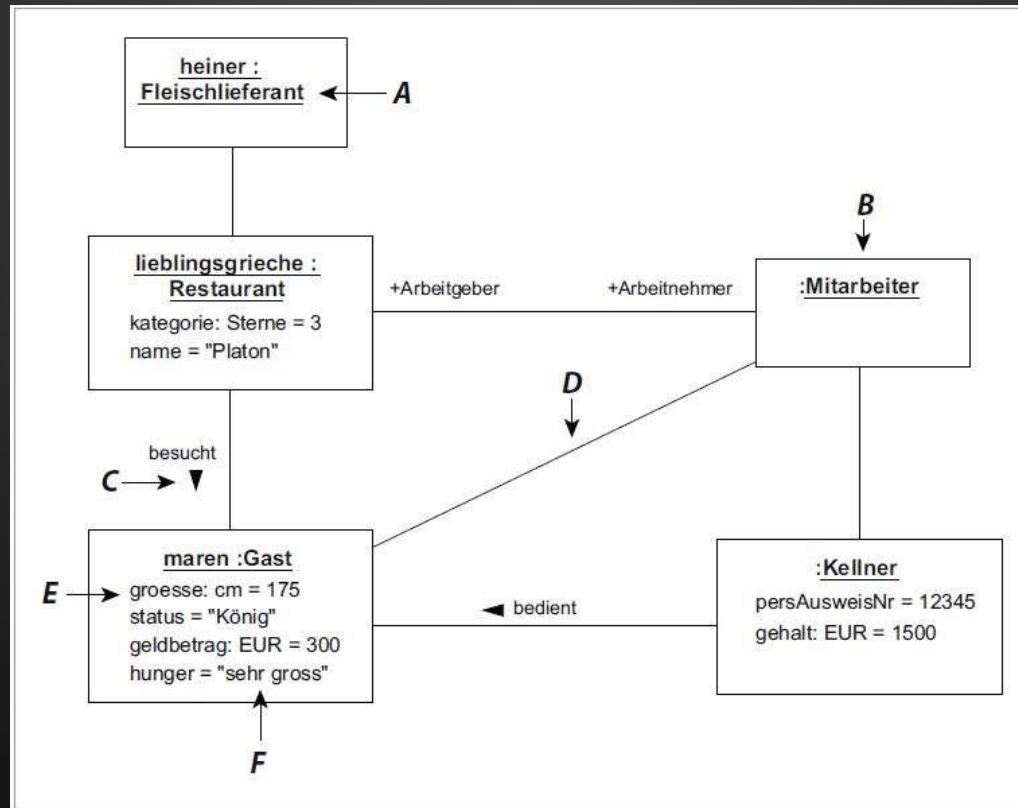 heiner :
Fleischlieferant
A
B
lieblingsgrieche :
Restaurant
kategorie: Sterne = 3
name = "Platon"
+Arbeitgeber
+Arbeitnehmer
:Mitarbeiter
D
besucht
C
maren :Gast
E
groesse: cm = 175
status = "König"
geldbetrag: EUR = 300
hunger = "sehr gross"
F
bedient
:Kellner
persAusweisNr = 12345
gehalt: EUR = 1500